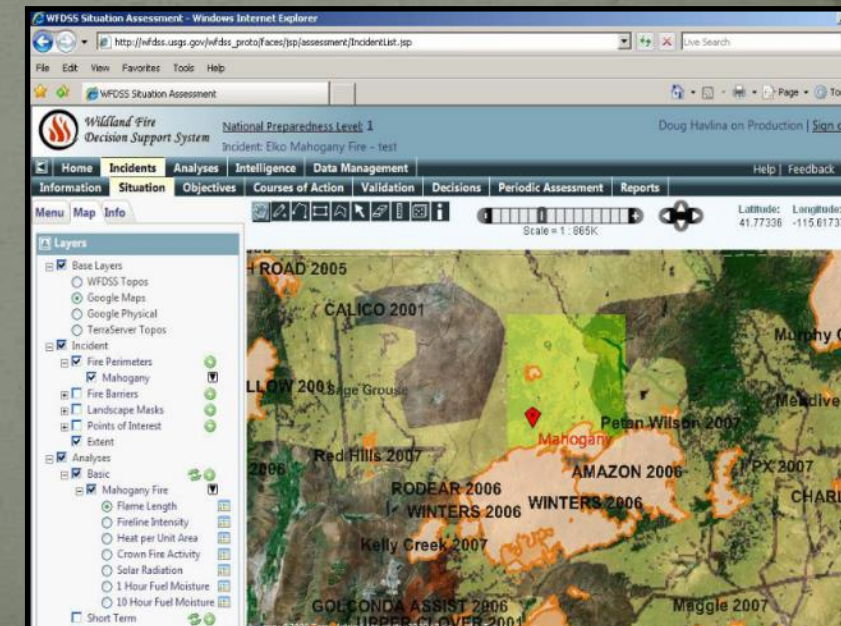 WFDSS Situation Assessment - Windows Internet Explorer
http://wfdss.usgs.gov/wfdss_proto/faces/jsp/assessment/IncidentList.jsp
Live Search
File Edit View Favorites Tools Help
WFDSS Situation Assessment
Page
Wildland Fire
Decision Support System
National Preparedness Level: 1
Incident: Elko Mahogany Fire - test
Doug Havlina on Production | Sign
Home Incidents Analyses Intelligence Data Management
Help | Feedback
Information Situation Objectives Courses of Action Validation Decisions Periodic Assessment Reports
Menu Map Info
Scale = 1 : 865K
Latitude: Longitude:
41.77336 -115.6173
Layers
Base Layers
WFDSS Topos
Google Maps
Google Physical
TerraServer Topos
Incident
Fire Perimeters
Mahogany
Fire Barriers
Landscape Masks
Points of Interest
Extent
Analyses
Basic
Mahogany Fire
Flame Length
Fireline Intensity
Heat per Unit Area
Crown Fire Activity
Solar Radiation
1 Hour Fuel Moisture
10 Hour Fuel Moisture
Short Term
ROAD 2005
CALICO 2001
Murphy
LLOW 2001
Sage Grouse
Mahogany
Petan Wilson 2007
Red Hills 2007
2006
AMAZON 2006
PX 2007
RODEAR 2006
WINTERS 2006
WINTERS 2006
CHARL
Kelly Creek 2007
GOLCONDA ASSIST 2006
UPPER CLOVER 2001
Maggie 2007